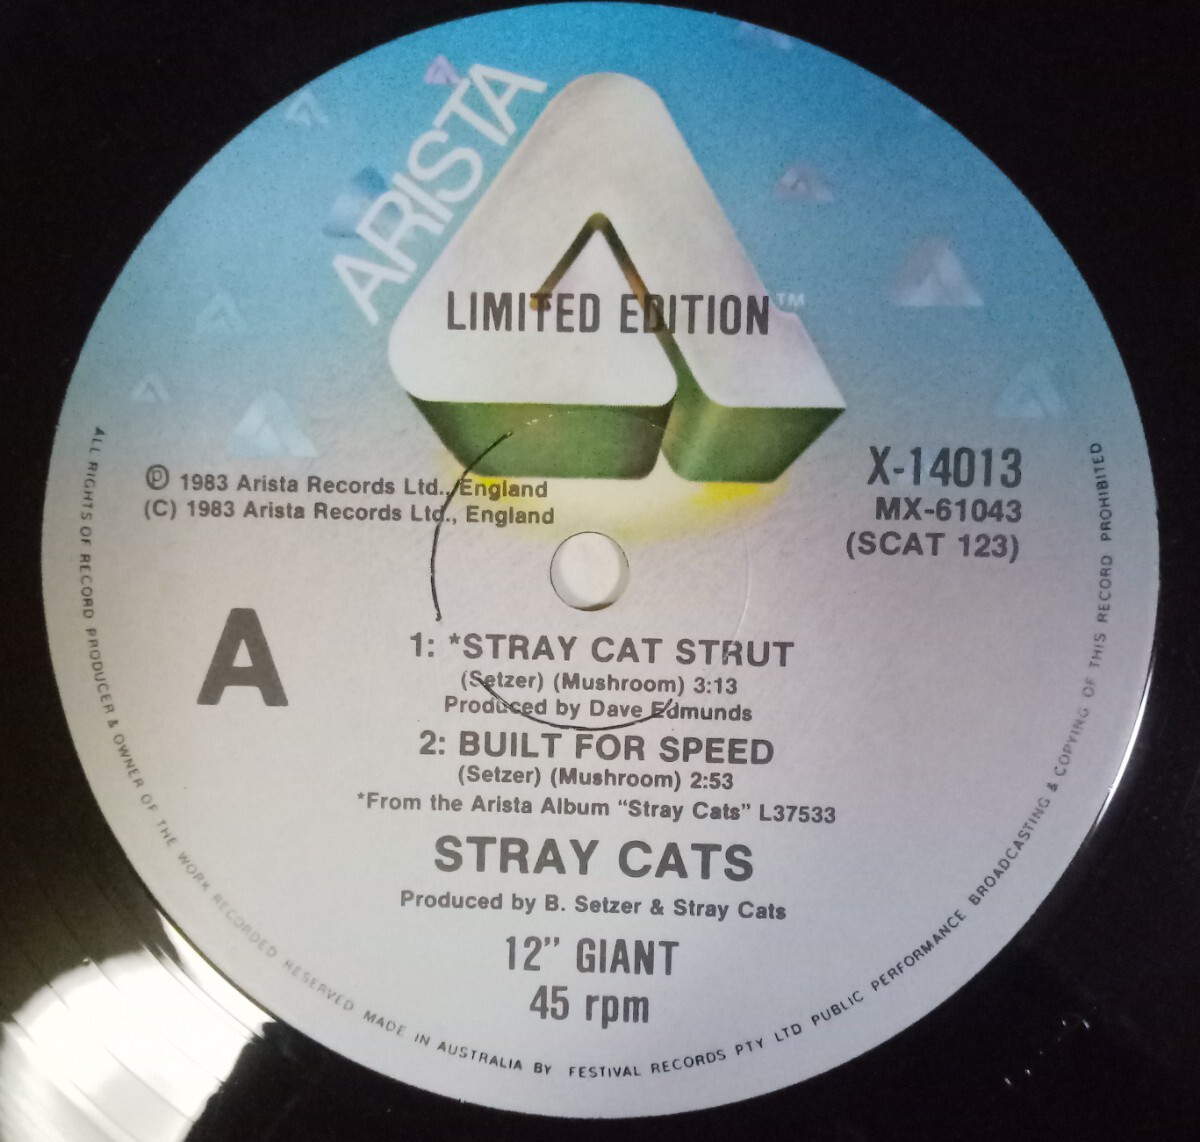 ARISTA
LIMITED EDITION™
Ⓟ 1983 Arista Records Ltd., England
(C) 1983 Arista Records Ltd., England
X-14013
MX-61043
(SCAT 123)
A
1: *STRAY CAT STRUT
(Setzer) (Mushroom) 3:13
Produced by Dave Edmunds
2: BUILT FOR SPEED
(Setzer) (Mushroom) 2:53
*From the Arista Album “Stray Cats” L37533
STRAY CATS
Produced by B. Setzer & Stray Cats
12” GIANT
45 rpm
ALL RIGHTS OF RECORD PRODUCER & OWNER OF THE WORK RECORDED RESERVED MADE IN AUSTRALIA BY FESTIVAL RECORDS PTY LTD PUBLIC PERFORMANCE BROADCASTING & COPYING OF THIS RECORD PROHIBITED